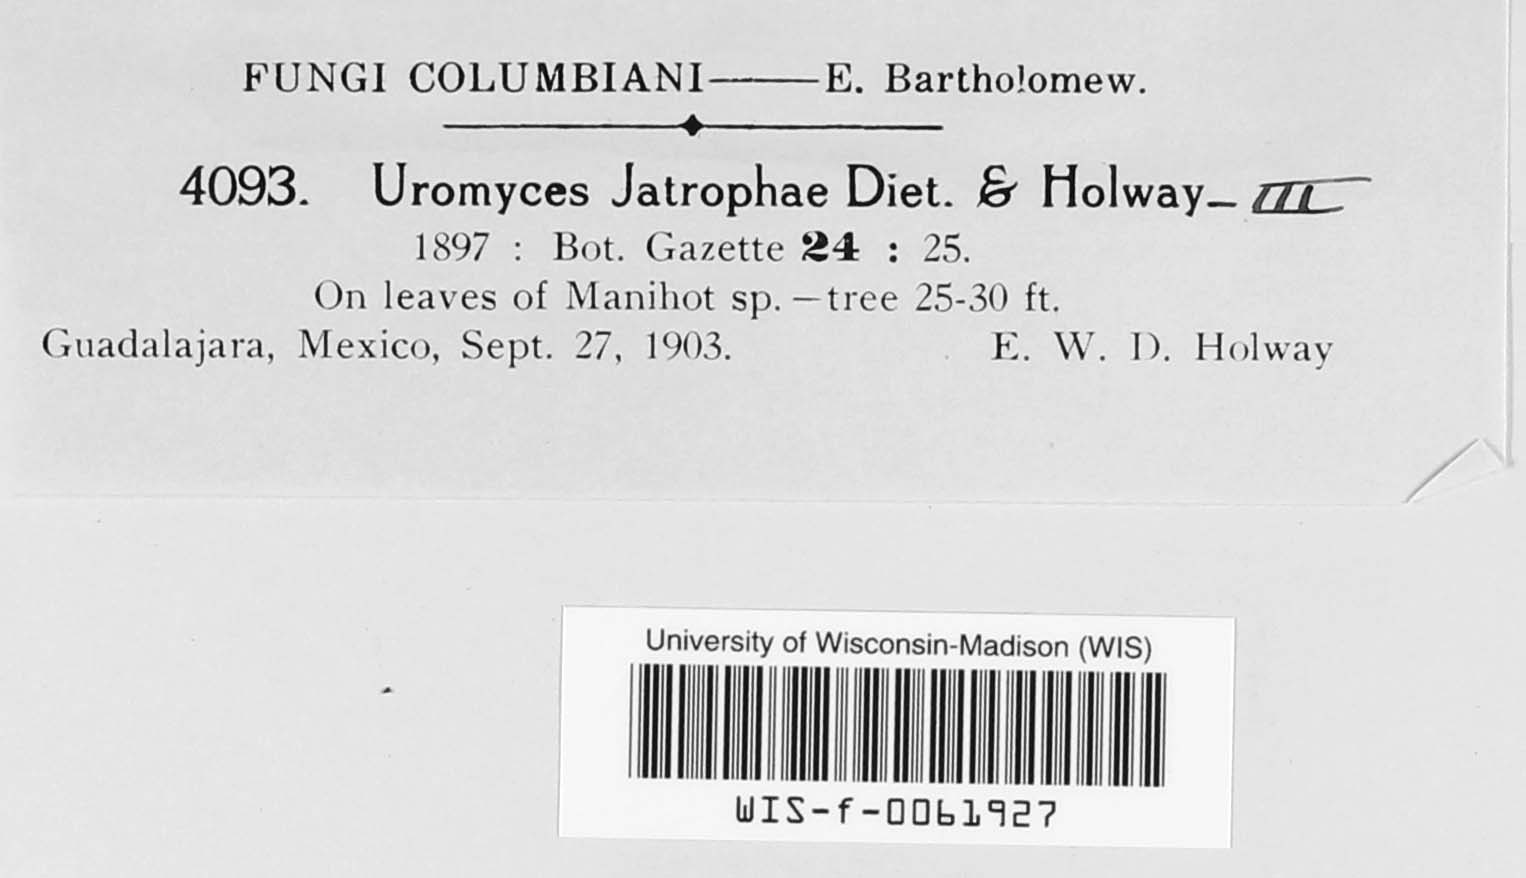 FUNGI COLUMBIANI——E. Bartholomew.
4093. Uromyces Jatrophae Diet. & Holway— III
1897 : Bot. Gazette 24 : 25.
On leaves of Manihot sp.—tree 25-30 ft.
Guadalajara, Mexico, Sept. 27, 1903. E. W. D. Holway
University of Wisconsin-Madison (WIS)
WIS-f-0061927